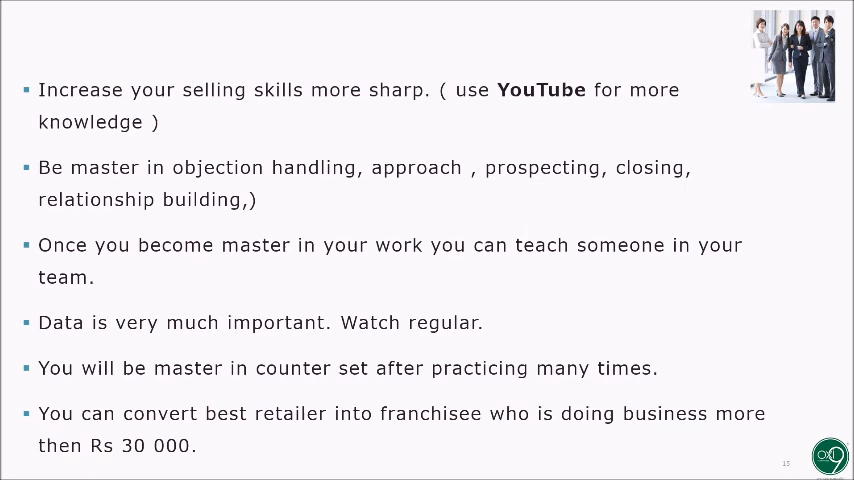 Increase your selling skills more sharp. ( use YouTube for more
knowledge )
Be master in objection handling, approach , prospecting, closing,
relationship building,)
Once you become master in your work you can teach someone in your
team.
Data is very much important. Watch regular.
You will be master in counter set after practicing many times.
You can convert best retailer into franchisee who is doing business more
then Rs 30 000.
15
OXI
9